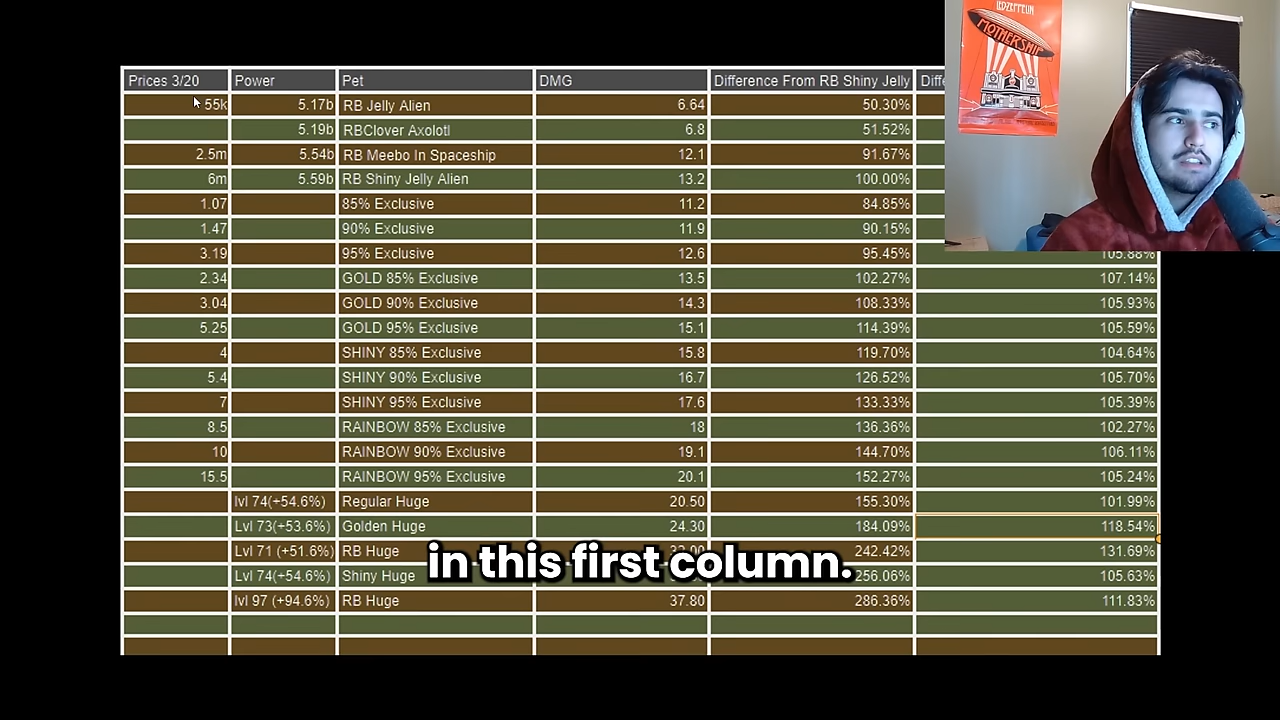 LED ZEPPELIN
MOTHERSHIP
Prices 3/20 Power Pet DMG Difference From RB Shiny Jelly Diffe
55k 5.17b RB Jelly Alien 6.64 50.30%
5.19b RBClover Axolotl 6.8 51.52%
2.5m 5.54b RB Meebo In Spaceship 12.1 91.67%
6m 5.59b RB Shiny Jelly Alien 13.2 100.00%
1.07 85% Exclusive 11.2 84.85%
1.47 90% Exclusive 11.9 90.15%
3.19 95% Exclusive 12.6 95.45% 105.88%
2.34 GOLD 85% Exclusive 13.5 102.27% 107.14%
3.04 GOLD 90% Exclusive 14.3 108.33% 105.93%
5.25 GOLD 95% Exclusive 15.1 114.39% 105.59%
4 SHINY 85% Exclusive 15.8 119.70% 104.64%
5.4 SHINY 90% Exclusive 16.7 126.52% 105.70%
7 SHINY 95% Exclusive 17.6 133.33% 105.39%
8.5 RAINBOW 85% Exclusive 18 136.36% 102.27%
10 RAINBOW 90% Exclusive 19.1 144.70% 106.11%
15.5 RAINBOW 95% Exclusive 20.1 152.27% 105.24%
lvl 74(+54.6%) Regular Huge 20.50 155.30% 101.99%
Lvl 73(+53.6%) Golden Huge 24.30 184.09% 118.54%
Lvl 71 (+51.6%) RB Huge 242.42% 131.69%
Lvl 74(+54.6%) Shiny Huge 256.06% 105.63%
lvl 97 (+94.6%) RB Huge 37.80 286.36% 111.83%
in this first column.